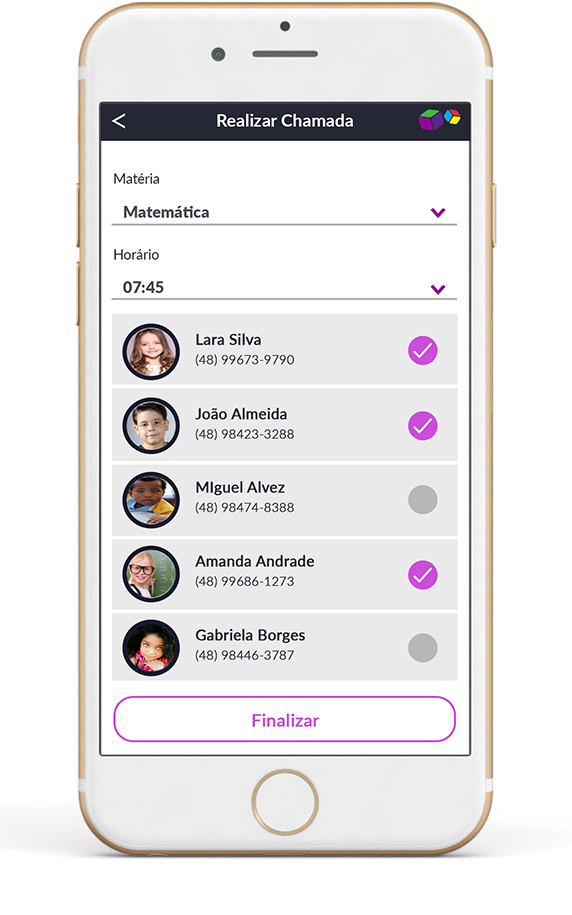 Realizar Chamada
Matéria
Matemática
Horário
07:45
Lara Silva
(48) 99673-9790
João Almeida
(48) 98423-3288
MIguel Alvez
(48) 98474-8388
Amanda Andrade
(48) 99686-1273
Gabriela Borges
(48) 98446-3787
Finalizar